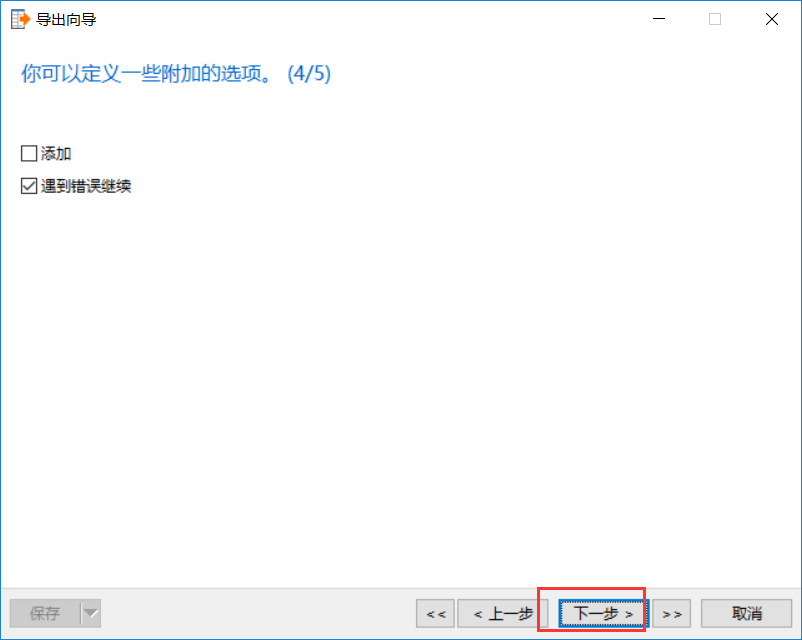 导出向导
你可以定义一些附加的选项。 (4/5)
添加
遇到错误继续
保存 << < 上一步 下一步 > >> 取消